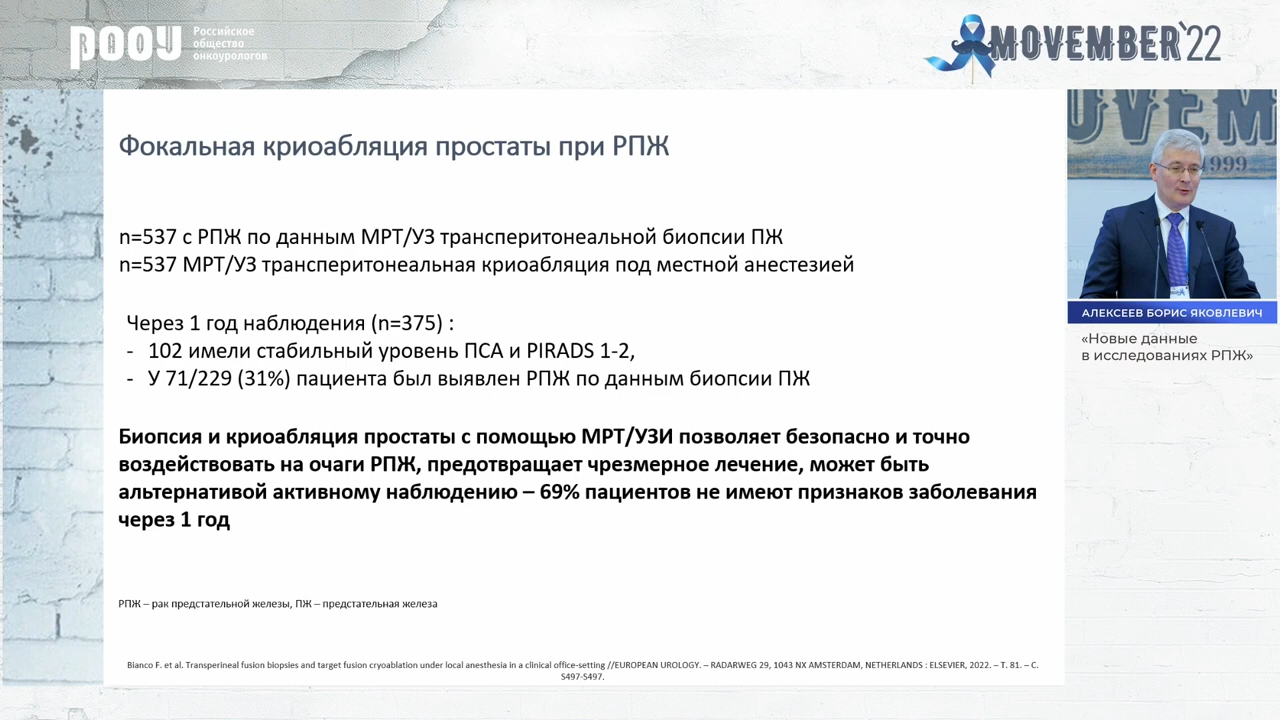 РООУ
RAOU
Российское
общество
онкоурологов
MOVEMBER'22
Фокальная криоабляция простаты при РПЖ
n=537 с РПЖ по данным МРТ/УЗ трансперитонеальной биопсии ПЖ
n=537 МРТ/УЗ трансперитонеальная криоабляция под местной анестезией
Через 1 год наблюдения (n=375) :
- 102 имели стабильный уровень ПСА и PIRADS 1-2,
- У 71/229 (31%) пациента был выявлен РПЖ по данным биопсии ПЖ
Биопсия и криоабляция простаты с помощью МРТ/УЗИ позволяет безопасно и точно
воздействовать на очаги РПЖ, предотвращает чрезмерное лечение, может быть
альтернативой активному наблюдению – 69% пациентов не имеют признаков заболевания
через 1 год
РПЖ – рак предстательной железы, ПЖ – предстательная железа
Bianco F. et al. Transperineal fusion biopsies and target fusion cryoablation under local anesthesia in a clinical office-setting //EUROPEAN UROLOGY. – RADARWEG 29, 1043 NX AMSTERDAM, NETHERLANDS : ELSEVIER, 2022. – Т. 81. – С.
S497-S497.
OVEM
1999
АЛЕКСЕЕВ БОРИС ЯКОВЛЕВИЧ
«Новые данные
в исследованиях РПЖ»